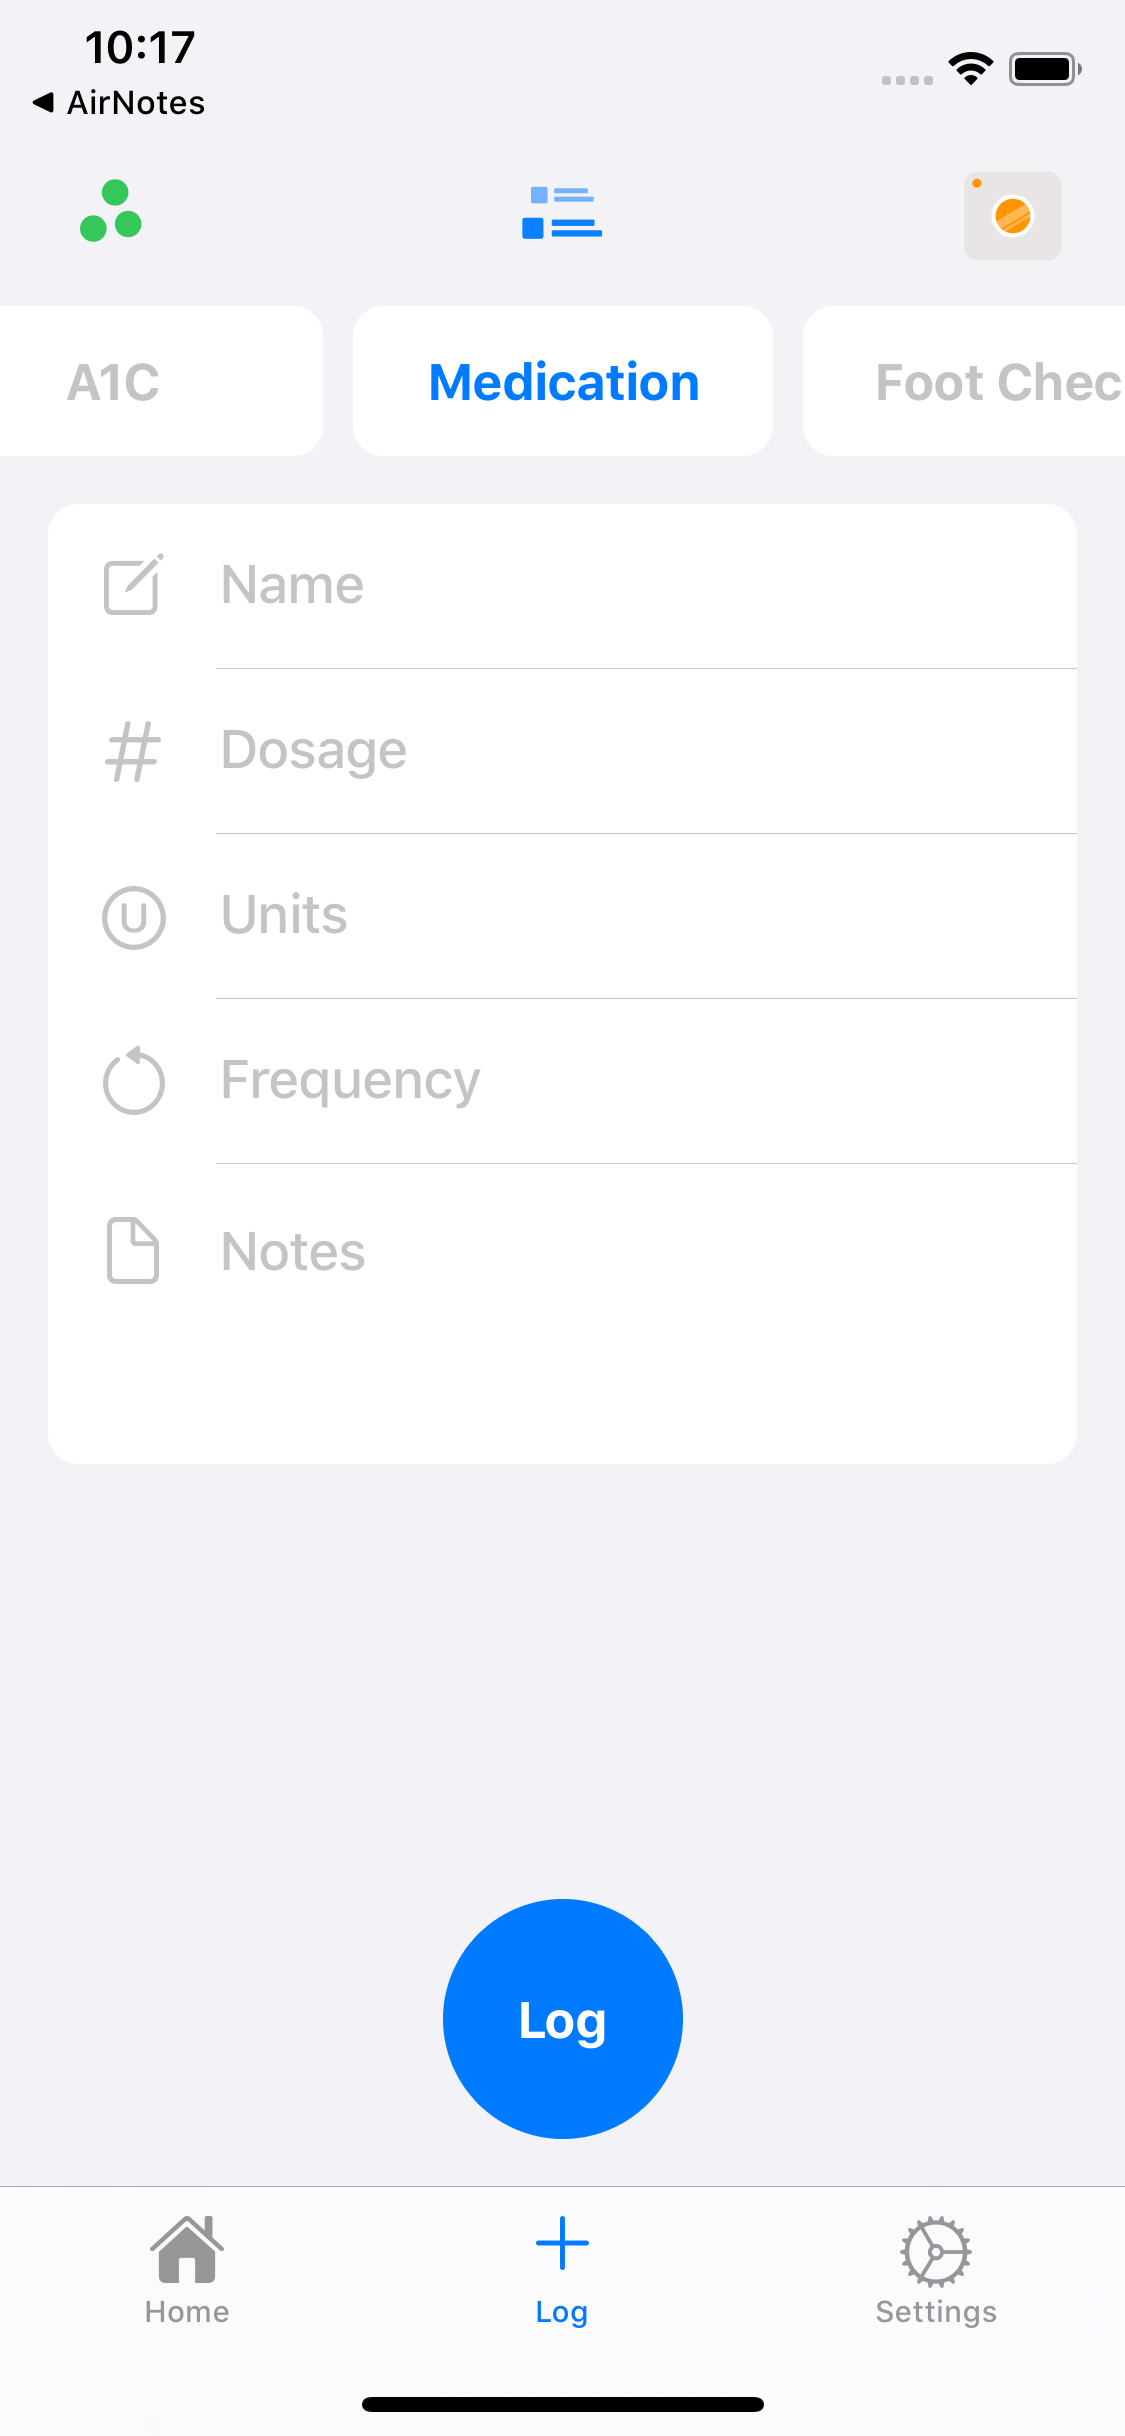 10:17
◀ AirNotes
A1C
Medication
Foot Chec
Name
# Dosage
U Units
Frequency
Notes
Log
Home
Log
Settings